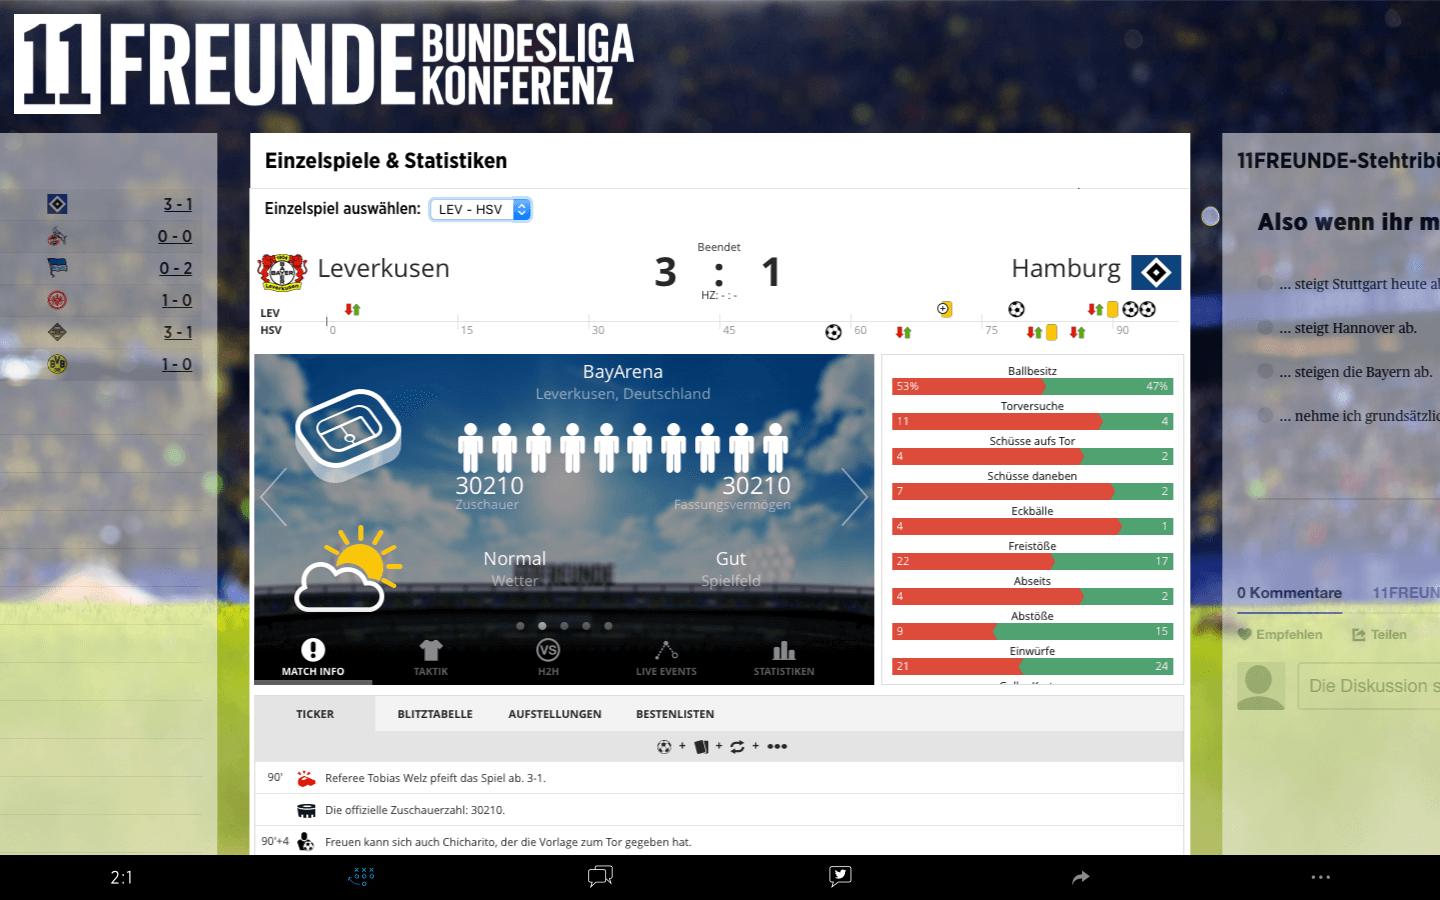 11FREUNDE BUNDESLIGA KONFERENZ
3 - 1
0 - 0
0 - 2
1 - 0
3 - 1
1 - 0
Einzelspiele & Statistiken
Einzelspiel auswählen: LEV - HSV
Beendet
Leverkusen 3 : 1 Hamburg
HZ: - : -
LEV
HSV
0 15 30 45 60 75 90
BayArena
Leverkusen, Deutschland
30210 30210
Zuschauer Fassungsvermögen
Normal Gut
Wetter Spielfeld
MATCH INFO TAKTIK H2H LIVE EVENTS STATISTIKEN
VS
Ballbesitz
53% 47%
Torversuche
11 4
Schüsse aufs Tor
4 2
Schüsse daneben
7 2
Eckbälle
4 1
Freistöße
22 17
Abseits
4 2
Abstöße
9 15
Einwürfe
21 24
TICKER BLITZTABELLE AUFSTELLUNGEN BESTENLISTEN
+ + + •••
90' Referee Tobias Welz pfeift das Spiel ab. 3-1.
Die offizielle Zuschauerzahl: 30210.
90'+4 Freuen kann sich auch Chicharito, der die Vorlage zum Tor gegeben hat.
11FREUNDE-Stehtribü
Also wenn ihr m
... steigt Stuttgart heute a
... steigt Hannover ab.
... steigen die Bayern ab.
... nehme ich grundsätzlic
0 Kommentare 11FREUN
Empfehlen Teilen
Die Diskussion s
2:1